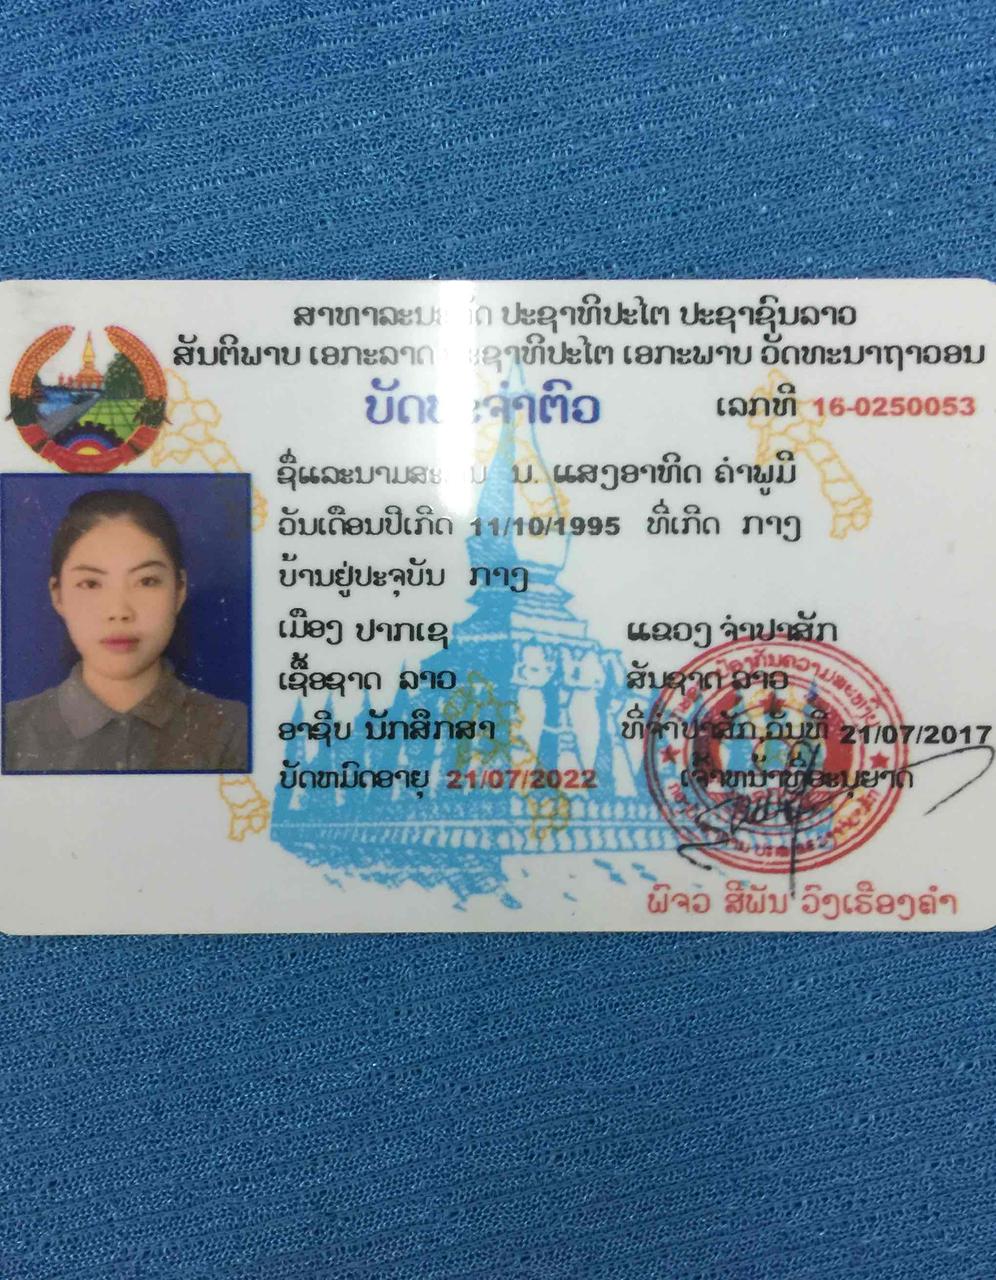 ສາທາລະນະລັດ ປະຊາທິປະໄຕ ປະຊາຊົນລາວ
ສັນຕິພາບ ເອກະລາດ ປະຊາທິປະໄຕ ເອກະພາບ ວັດທະນາຖາວອນ
ບັດປະຈຳຕົວ ເລກທີ 16-0250053
ຊື່ແລະນາມສະກຸນ ນ. ແສງອາທິດ ຄຳພູມີ
ວັນເດືອນປີເກີດ 11/10/1995 ທີ່ເກີດ ກາງ
ບ້ານຢູ່ປະຈຸບັນ ກາງ
ເມືອງ ປາກເຊ ແຂວງ ຈຳປາສັກ
ເຊື້ອຊາດ ລາວ ສັນຊາດ ລາວ
ອາຊິບ ນັກສຶກສາ ທີ່ຈຳປາສັກ ວັນທີ 21/07/2017
ບັດຫມົດອາຍຸ 21/07/2022 ເຈົ້າຫນ້າທີ່ອະນຸຍາດ
ພົຈວ ສີພັນ ວົງເຮືອງຄຳ